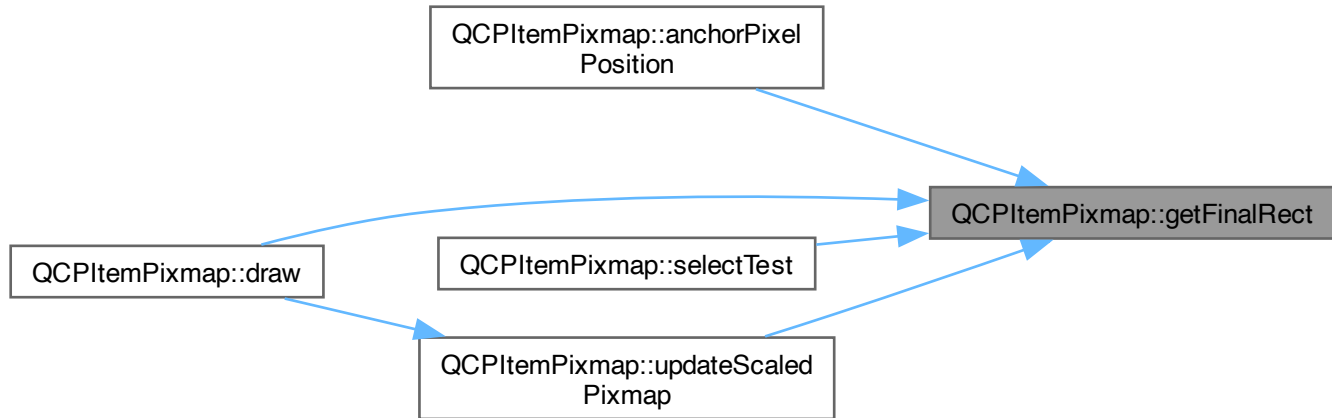 QCPItemPixmap::anchorPixel
Position
QCPItemPixmap::getFinalRect
QCPItemPixmap::draw
QCPItemPixmap::selectTest
QCPItemPixmap::updateScaled
Pixmap